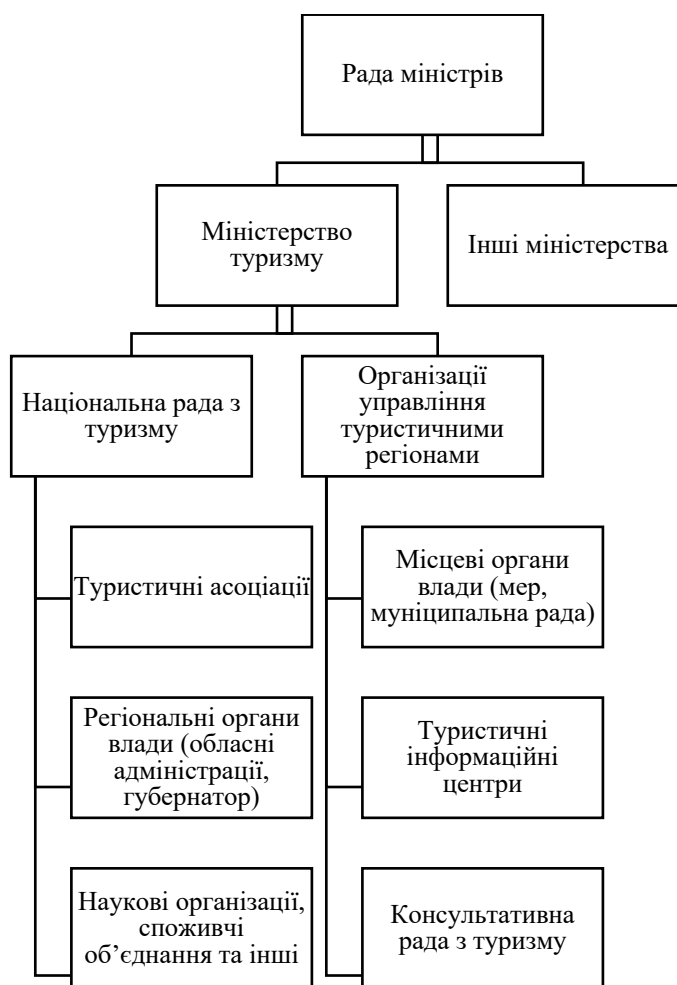 Рада міністрів
Міністерство
туризму
Інші міністерства
Національна рада з
туризму
Організації
управління
туристичними
регіонами
Туристичні асоціації
Місцеві органи
влади (мер,
муніципальна рада)
Регіональні органи
влади (обласні
адміністрації,
губернатор)
Туристичні
інформаційні
центри
Наукові організації,
споживчі
об’єднання та інші
Консультативна
рада з туризму